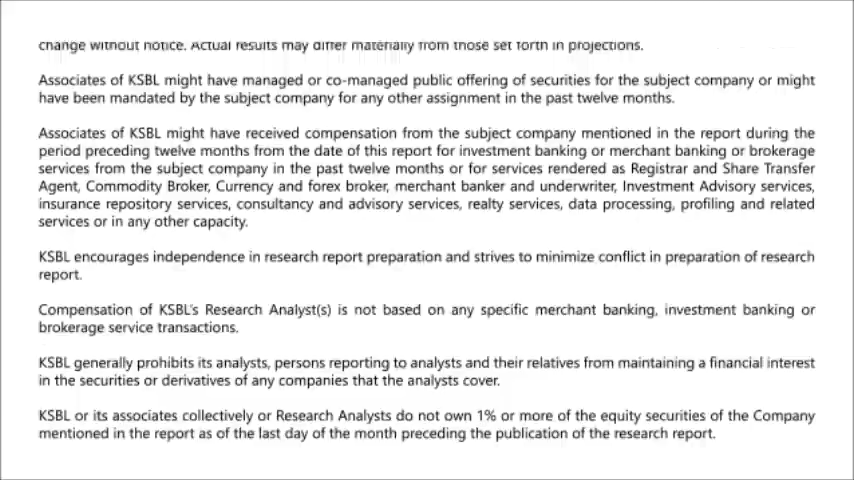 change without notice. Actual results may differ materially from those set forth in projections.
Associates of KSBL might have managed or co-managed public offering of securities for the subject company or might
have been mandated by the subject company for any other assignment in the past twelve months.
Associates of KSBL might have received compensation from the subject company mentioned in the report during the
period preceding twelve months from the date of this report for investment banking or merchant banking or brokerage
services from the subject company in the past twelve months or for services rendered as Registrar and Share Transfer
Agent, Commodity Broker, Currency and forex broker, merchant banker and underwriter, Investment Advisory services,
insurance repository services, consultancy and advisory services, realty services, data processing, profiling and related
services or in any other capacity.
KSBL encourages independence in research report preparation and strives to minimize conflict in preparation of research
report.
Compensation of KSBL's Research Analyst(s) is not based on any specific merchant banking, investment banking or
brokerage service transactions.
KSBL generally prohibits its analysts, persons reporting to analysts and their relatives from maintaining a financial interest
in the securities or derivatives of any companies that the analysts cover.
KSBL or its associates collectively or Research Analysts do not own 1% or more of the equity securities of the Company
mentioned in the report as of the last day of the month preceding the publication of the research report.